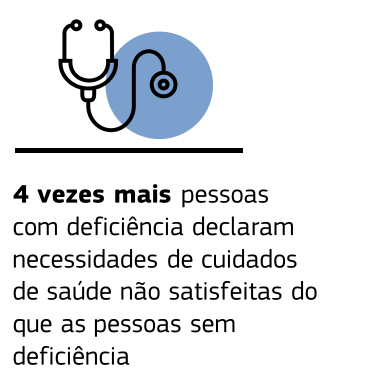 4 vezes mais pessoas
com deficiência declaram
necessidades de cuidados
de saúde não satisfeitas do
que as pessoas sem
deficiência